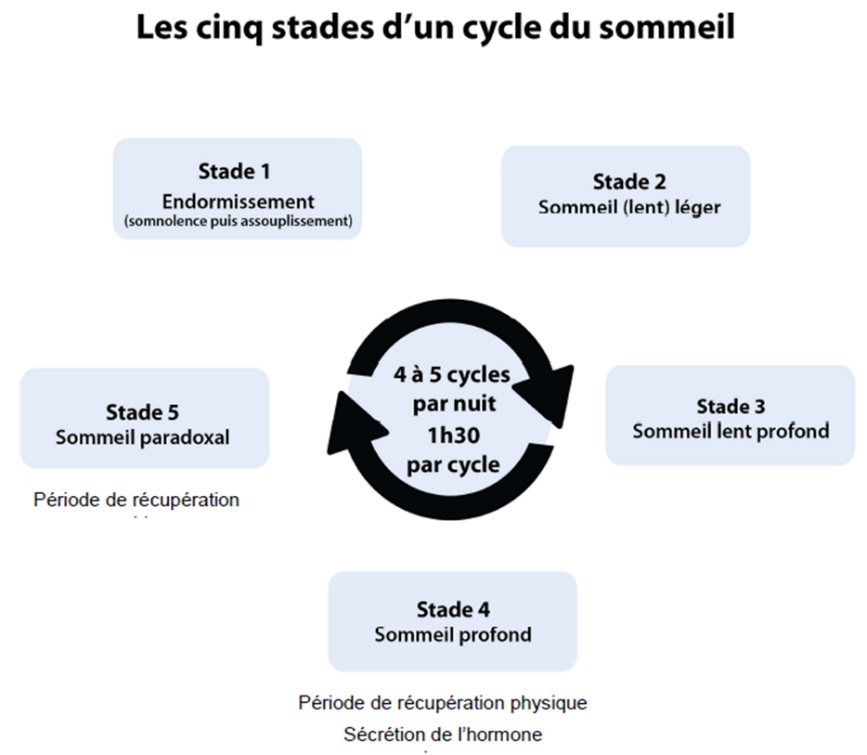 Les cinq stades d'un cycle du sommeil
Stade 1
Endormissement
(somnolence puis assouplissement)
Stade 2
Sommeil (lent) léger
Stade 3
Sommeil lent profond
Stade 4
Sommeil profond
Période de récupération physique
Sécrétion de l'hormone
Stade 5
Sommeil paradoxal
Période de récupération
4 à 5 cycles
par nuit
1h30
par cycle